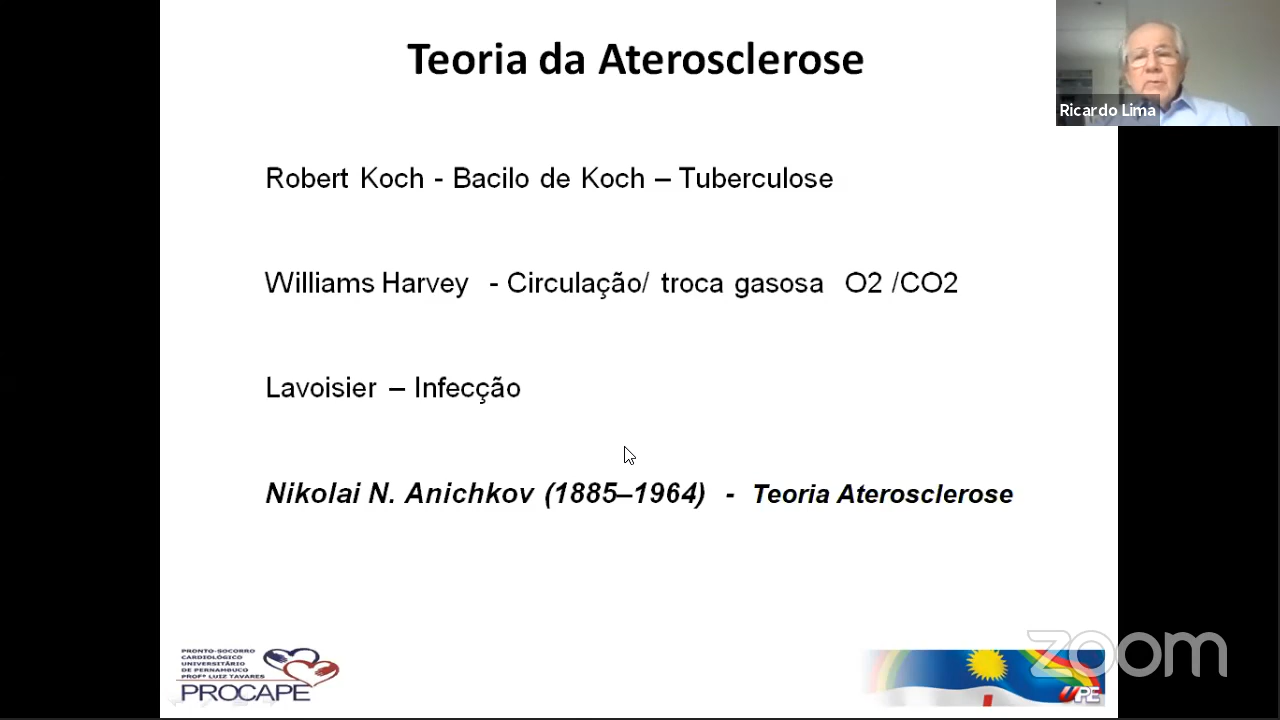 Teoria da Aterosclerose
Ricardo Lima
Robert Koch - Bacilo de Koch – Tuberculose
Williams Harvey - Circulação/ troca gasosa O2 /CO2
Lavoisier – Infecção
Nikolai N. Anichkov (1885–1964) - Teoria Aterosclerose
PRONTO-SOCORRO
CARDIOLÓGICO
UNIVERSITÁRIO
DE PERNAMBUCO
PROFº LUIZ TAVARES
PROCAPE
zoom
UPE